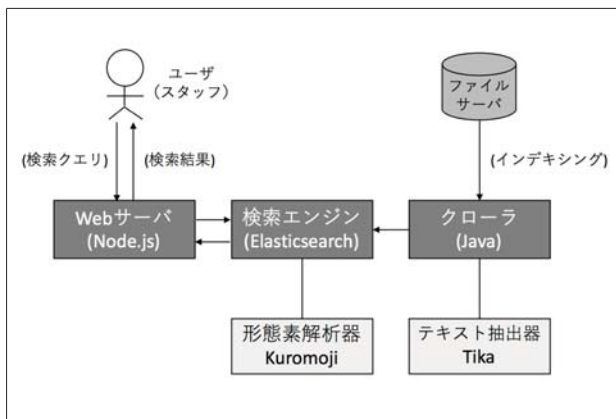 ユーザ
(スタッフ)
ファイル
サーバ
(検索クエリ)
(検索結果)
(インデキシング)
Webサーバ
(Node.js)
検索エンジン
(Elasticsearch)
クローラ
(Java)
形態素解析器
Kuromoji
テキスト抽出器
Tika